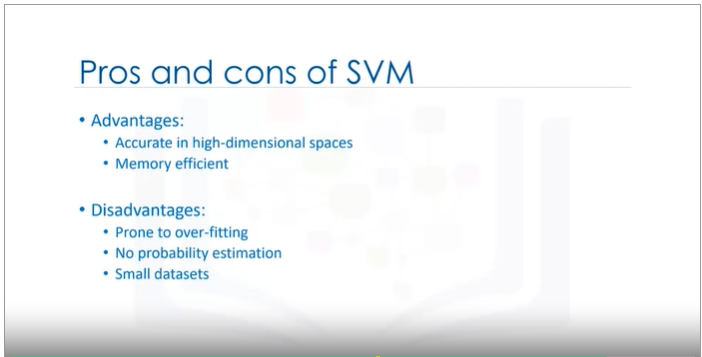 Pros and cons of SVM
• Advantages:
• Accurate in high-dimensional spaces
• Memory efficient
• Disadvantages:
• Prone to over-fitting
• No probability estimation
• Small datasets